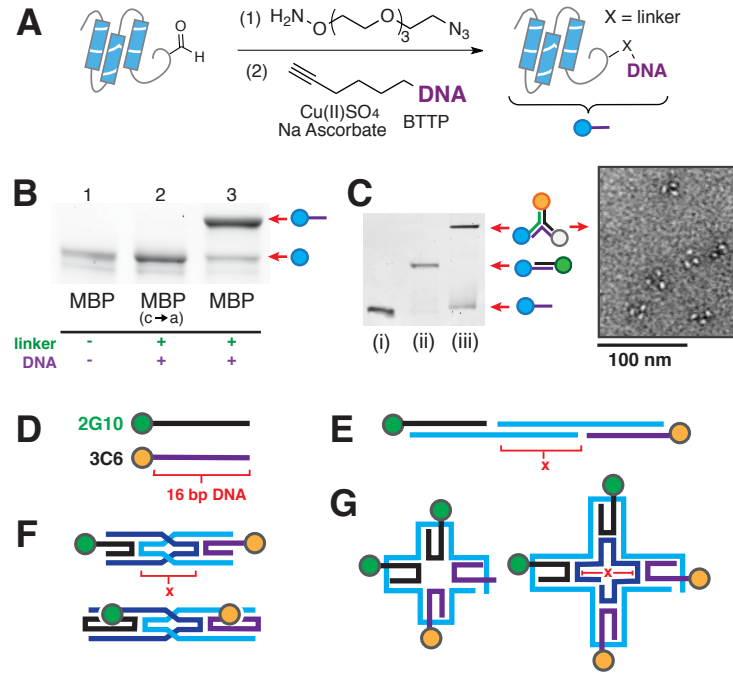 A
(1) H₂N O O 3 N₃
(2) DNA
Cu(II)SO₄
Na Ascorbate BTTP
O
H
X = linker
X
DNA
B
1 2 3
MBP MBP MBP
(c→a)
linker - + +
DNA - + +
C
(i) (ii) (iii)
100 nm
D
2G10
3C6
16 bp DNA
E
x
F
x
G
x